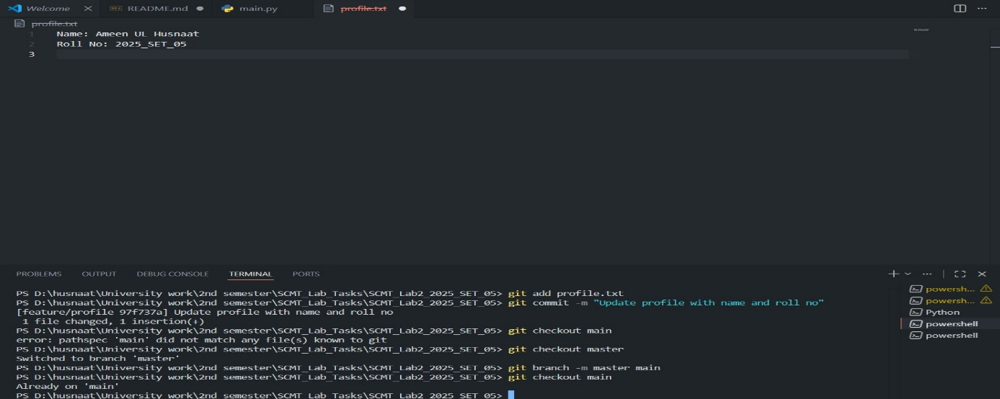 Welcome
README.md
main.py
profile.txt
profile.txt
1 Name: Ameen UL Husnaat
2 Roll No: 2025_SET_05
3
PROBLEMS OUTPUT DEBUG CONSOLE TERMINAL PORTS
PS D:\husnaat\University work\2nd semester\SCMT_Lab_Tasks\SCMT_Lab2_2025_SET_05> git add profile.txt
PS D:\husnaat\University work\2nd semester\SCMT_Lab_Tasks\SCMT_Lab2_2025_SET_05> git commit -m "Update profile with name and roll no"
[feature/profile 97f737a] Update profile with name and roll no
1 file changed, 1 insertion(+)
PS D:\husnaat\University work\2nd semester\SCMT_Lab_Tasks\SCMT_Lab2_2025_SET_05> git checkout main
error: pathspec 'main' did not match any file(s) known to git
PS D:\husnaat\University work\2nd semester\SCMT_Lab_Tasks\SCMT_Lab2_2025_SET_05> git checkout master
Switched to branch 'master'
PS D:\husnaat\University work\2nd semester\SCMT_Lab_Tasks\SCMT_Lab2_2025_SET_05> git branch -m master main
PS D:\husnaat\University work\2nd semester\SCMT_Lab_Tasks\SCMT_Lab2_2025_SET_05> git checkout main
Already on 'main'
PS D:\husnaat\University work\2nd semester\SCMT_Lab_Tasks\SCMT_Lab2_2025_SET_05>
powersh...
powersh...
Python
powershell
powershell